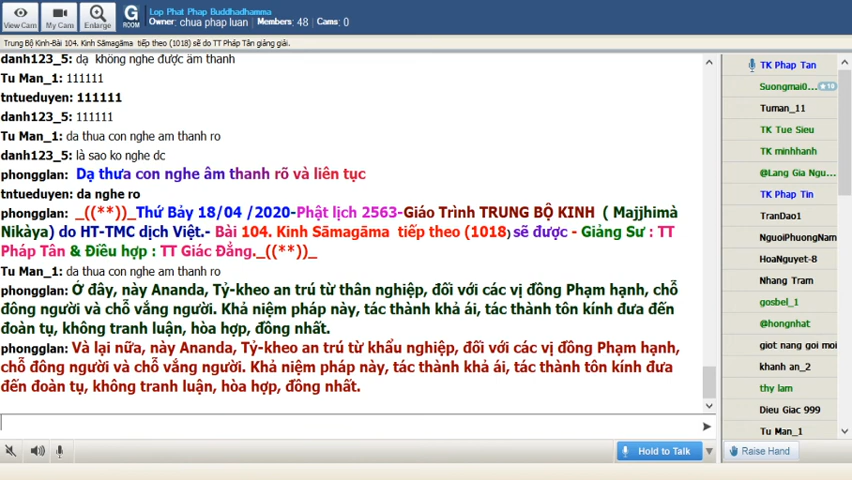 View Cam
My Cam
Enlarge
G
ROOM
Lop Phat Phap Buddhadhamma
Owner: chua phap luan Members: 48 Cams: 0
Trung Bộ Kinh-Bài 104. Kinh Sāmagāma tiếp theo (1018) sẽ do TT Pháp Tân giảng giải.
danh123_5: dạ không nghe được âm thanh
Tu Man_1: 111111
tntueduyen: 111111
danh123_5: 111111
Tu Man_1: da thua con nghe am thanh ro
danh123_5: là sao ko nghe dc
phongglan: Dạ thưa con nghe âm thanh rõ và liên tục
tntueduyen: da nghe ro
phongglan: _((**))_Thứ Bảy 18/04 /2020-Phật lịch 2563-Giáo Trình TRUNG BỘ KINH ( Majjhimà
Nikàya) do HT-TMC dịch Việt.- Bài 104. Kinh Sāmagāma tiếp theo (1018) sẽ được - Giảng Sư : TT
Pháp Tân & Điều hợp : TT Giác Đẳng._((**))_
Tu Man_1: da thua con nghe am thanh ro
phongglan: Ở đây, này Ananda, Tỷ-kheo an trú từ thân nghiệp, đối với các vị đồng Phạm hạnh, chỗ
đông người và chỗ vắng người. Khả niệm pháp này, tác thành khả ái, tác thành tôn kính đưa đến
đoàn tụ, không tranh luận, hòa hợp, đồng nhất.
phongglan: Và lại nữa, này Ananda, Tỷ-kheo an trú từ khẩu nghiệp, đối với các vị đồng Phạm hạnh,
chỗ đông người và chỗ vắng người. Khả niệm pháp này, tác thành khả ái, tác thành tôn kính đưa
đến đoàn tụ, không tranh luận, hòa hợp, đồng nhất.
Hold to Talk
TK Phap Tan
Suongmai0... 10
Tuman_11
TK Tue Sieu
TK minhhanh
@Lang Gia Ngu...
TK Phap Tin
TranDao1
NguoiPhuongNam
HoaNguyet-8
Nhang Tram
gosbel_1
@hongnhat
giot nang goi moi
khanh an_2
thy lam
Dieu Giac 999
Tu Man_1
Raise Hand